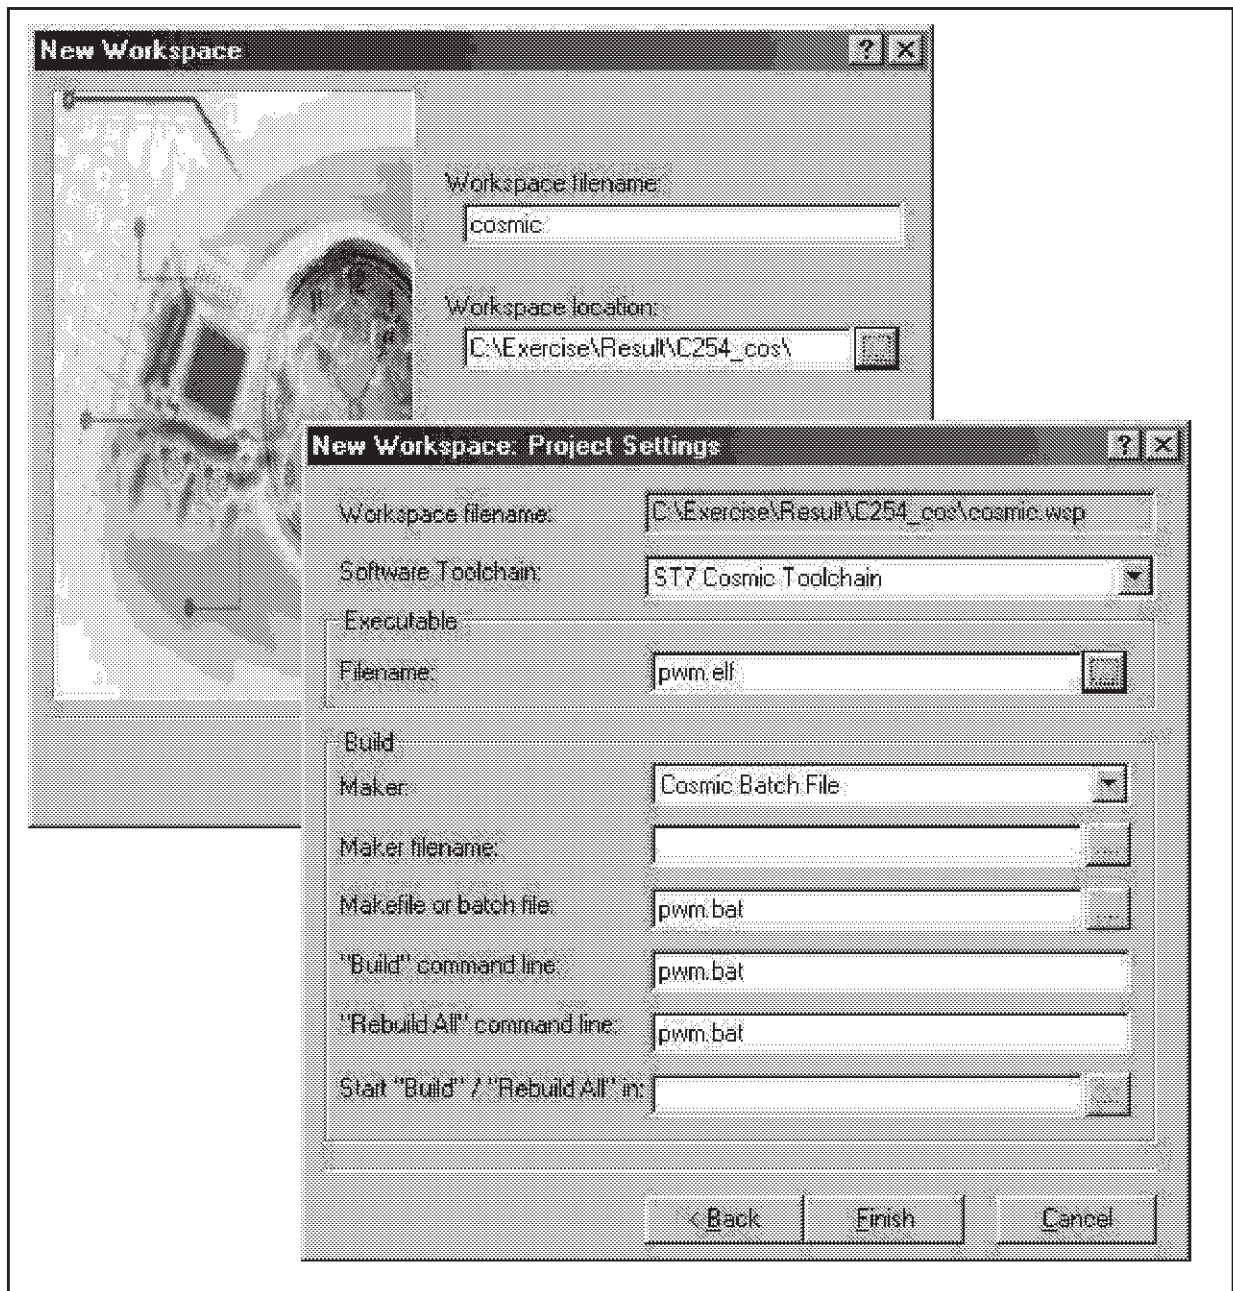 New Workspace
Workspace filename:
cosmic
Workspace location:
C:\Exercise\Result\C254_cos\
New Workspace: Project Settings
Workspace filename: C:\Exercise\Result\C254_cos\cosmic.wsp
Software Toolchain: ST7 Cosmic Toolchain
Executable
Filename: pwm.elf
Build
Maker: Cosmic Batch File
Maker filename:
Makefile or batch file: pwm.bat
"Build" command line: pwm.bat
"Rebuild All" command line: pwm.bat
Start "Build" / "Rebuild All" in:
< Back Finish Cancel